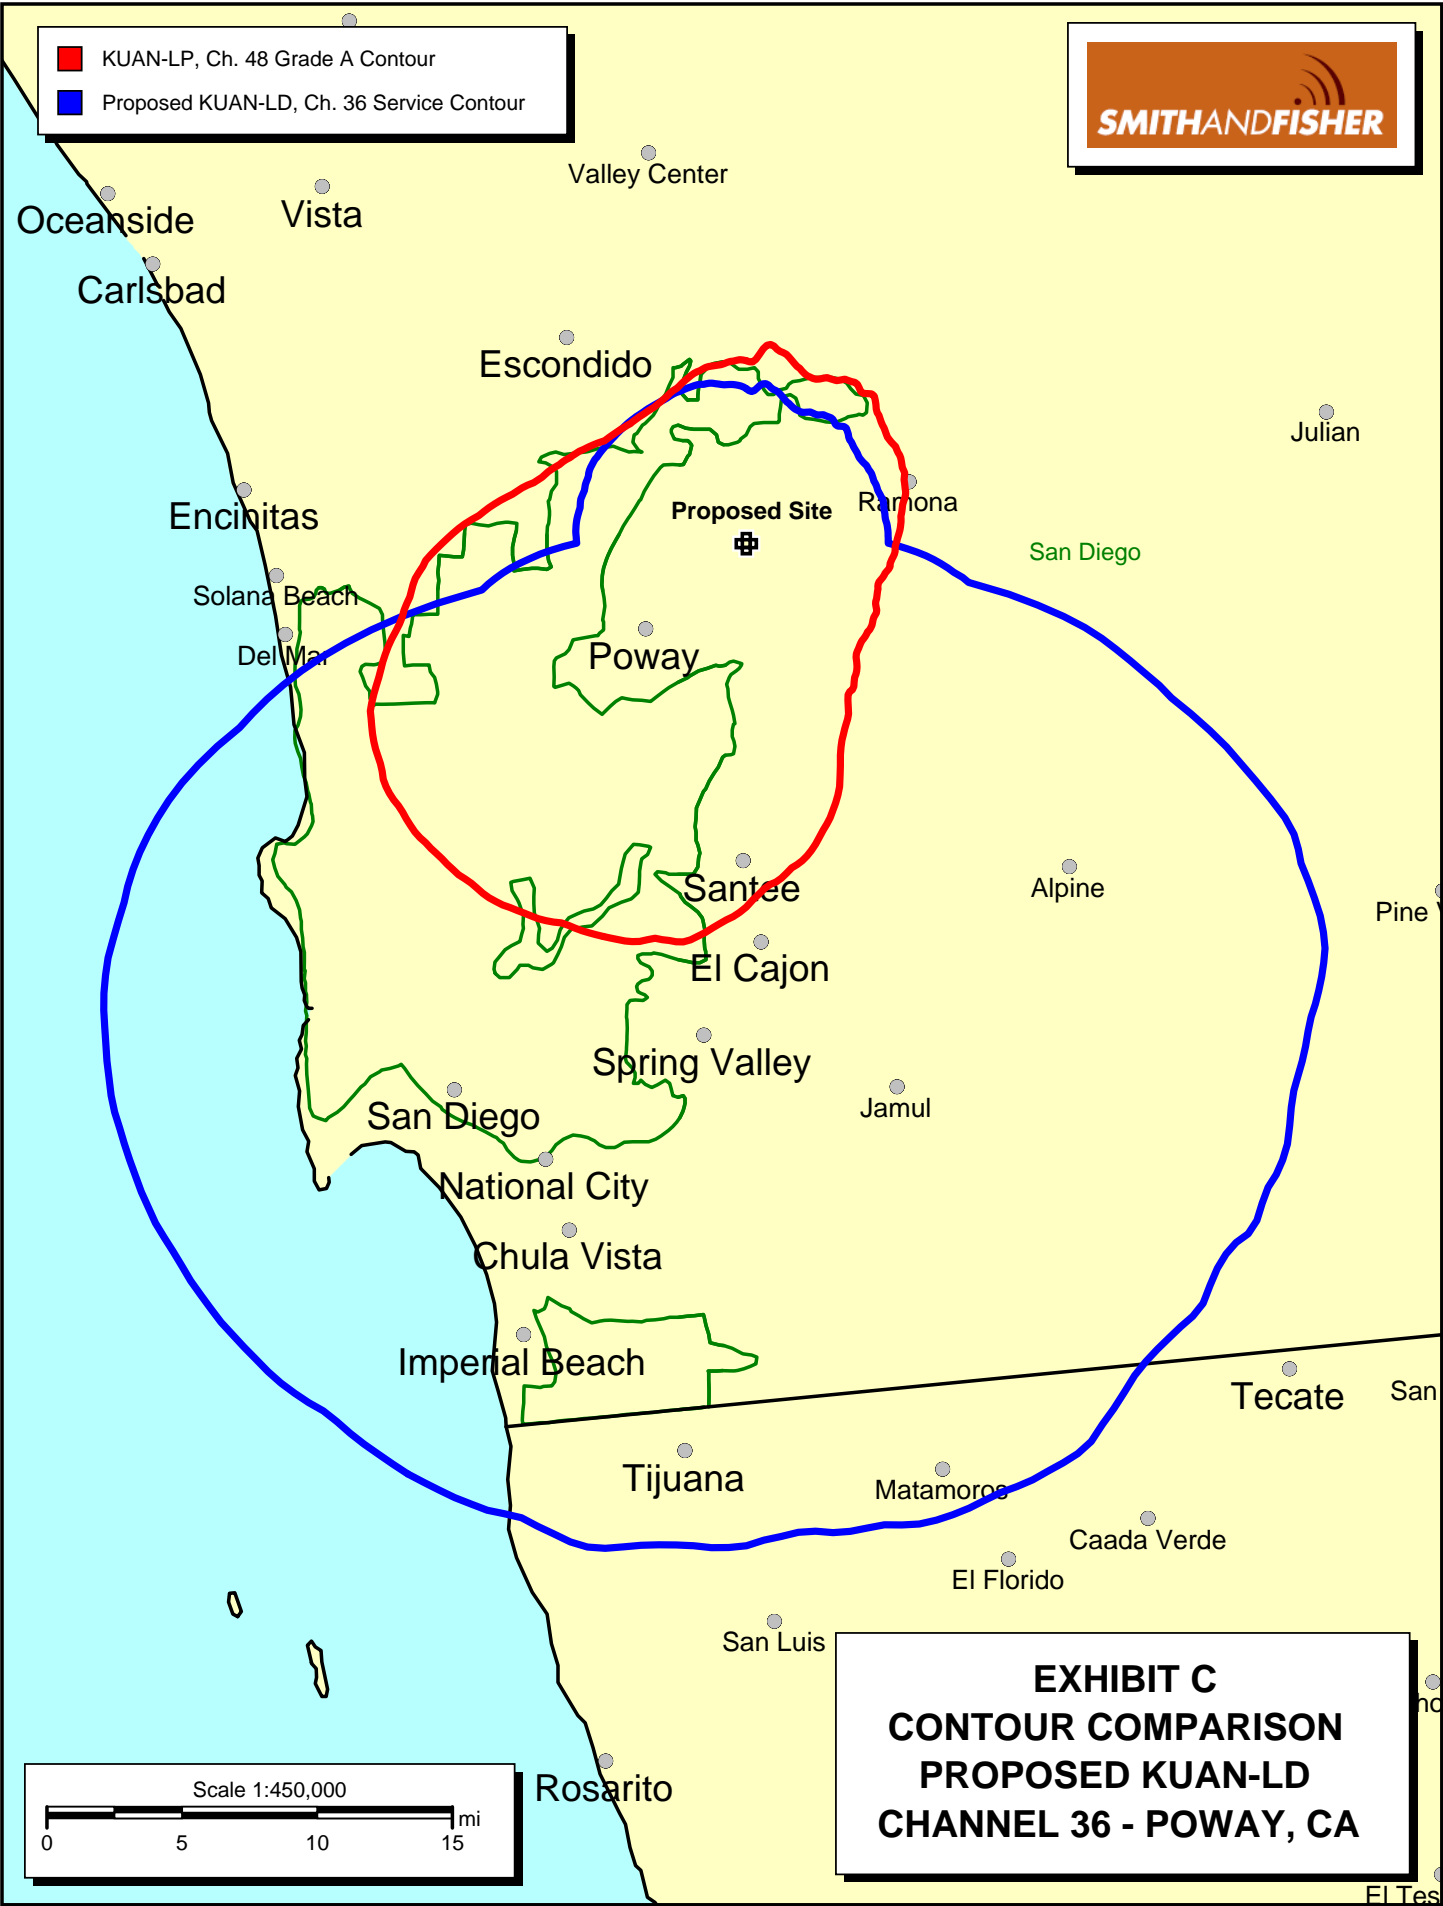 KUAN-LP, Ch. 48 Grade A Contour
Proposed KUAN-LD, Ch. 36 Service Contour
SMITHANDFISHER
Valley Center
Oceanside
Vista
Carlsbad
Escondido
Julian
Encinitas
Proposed Site
Ramona
San Diego
Solana Beach
Del Mar
Poway
Santee
Alpine
Pine
El Cajon
Spring Valley
Jamul
San Diego
National City
Chula Vista
Imperial Beach
Tecate
San
Tijuana
Matamoros
Caada Verde
El Florido
San Luis
EXHIBIT C
CONTOUR COMPARISON
PROPOSED KUAN-LD
CHANNEL 36 - POWAY, CA
Rosarito
Scale 1:450,000
mi
0 5 10 15
El Tes